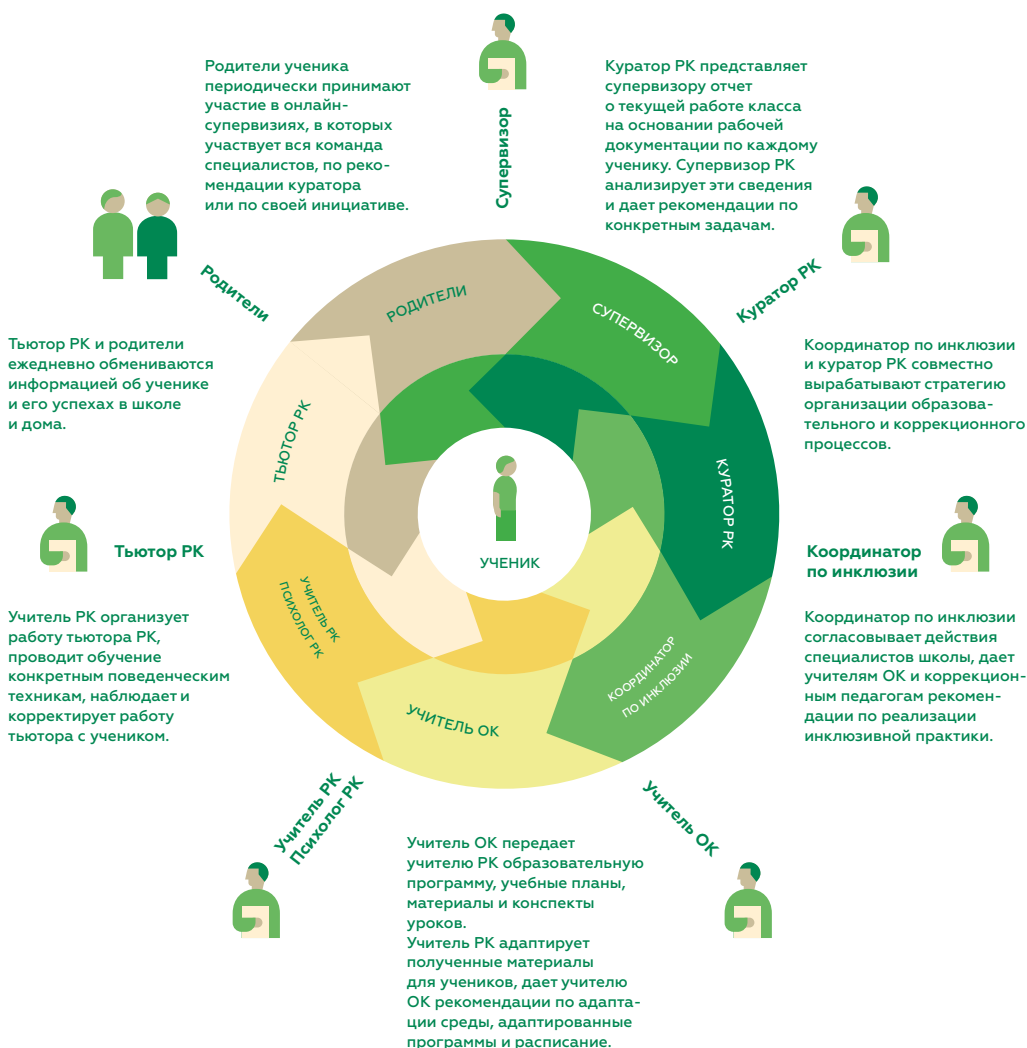 Родители ученика
периодически принимают
участие в онлайн-
супервизиях, в которых
участвует вся команда
специалистов, по реко-
мендации куратора
или по своей инициативе.
Супервизор
Куратор РК представляет
супервизору отчет
о текущей работе класса
на основании рабочей
документации по каждому
ученику. Супервизор РК
анализирует эти сведения
и дает рекомендации по
конкретным задачам.
Родители
Куратор РК
РОДИТЕЛИ
СУПЕРВИЗОР
Тьютор РК и родители
ежедневно обмениваются
информацией об ученике
и его успехах в школе
и дома.
Координатор по инклюзии
и куратор РК совместно
вырабатывают стратегию
организации образова-
тельного и коррекционного
процессов.
ТЬЮТОР РК
КУРАТОР РК
УЧЕНИК
Тьютор РК
Координатор
по инклюзии
УЧИТЕЛЬ РК
ПСИХОЛОГ РК
КООРДИНАТОР
ПО ИНКЛЮЗИИ
УЧИТЕЛЬ ОК
Учитель РК организует
работу тьютора РК,
проводит обучение
конкретным поведенческим
техникам, наблюдает и
корректирует работу
тьютора с учеником.
Координатор по инклюзии
согласовывает действия
специалистов школы, дает
учителям ОК и коррекцион-
ным педагогам рекомен-
дации по реализации
инклюзивной практики.
Учитель РК
Психолог РК
Учитель ОК
Учитель ОК передает
учителю РК образовательную
программу, учебные планы,
материалы и конспекты
уроков.
Учитель РК адаптирует
полученные материалы
для учеников, дает учителю
ОК рекомендации по адапта-
ции среды, адаптированные
программы и расписание.